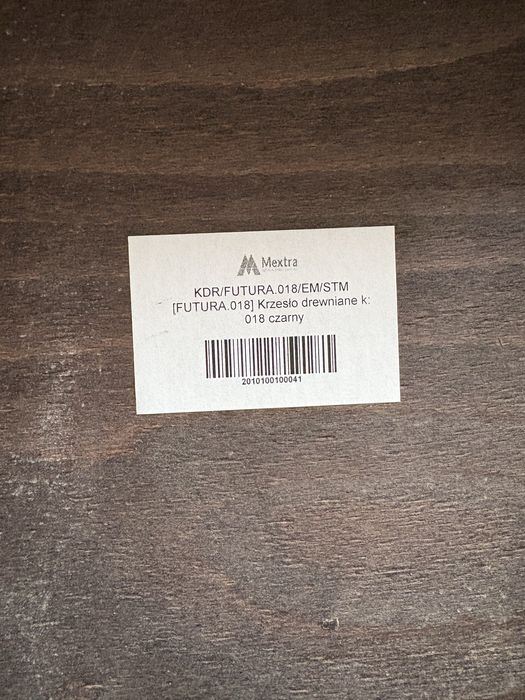 Mextra
KDR/FUTURA.018/EM/STM
[FUTURA.018] Krzesło drewniane k:
018 czarny
2010100100041